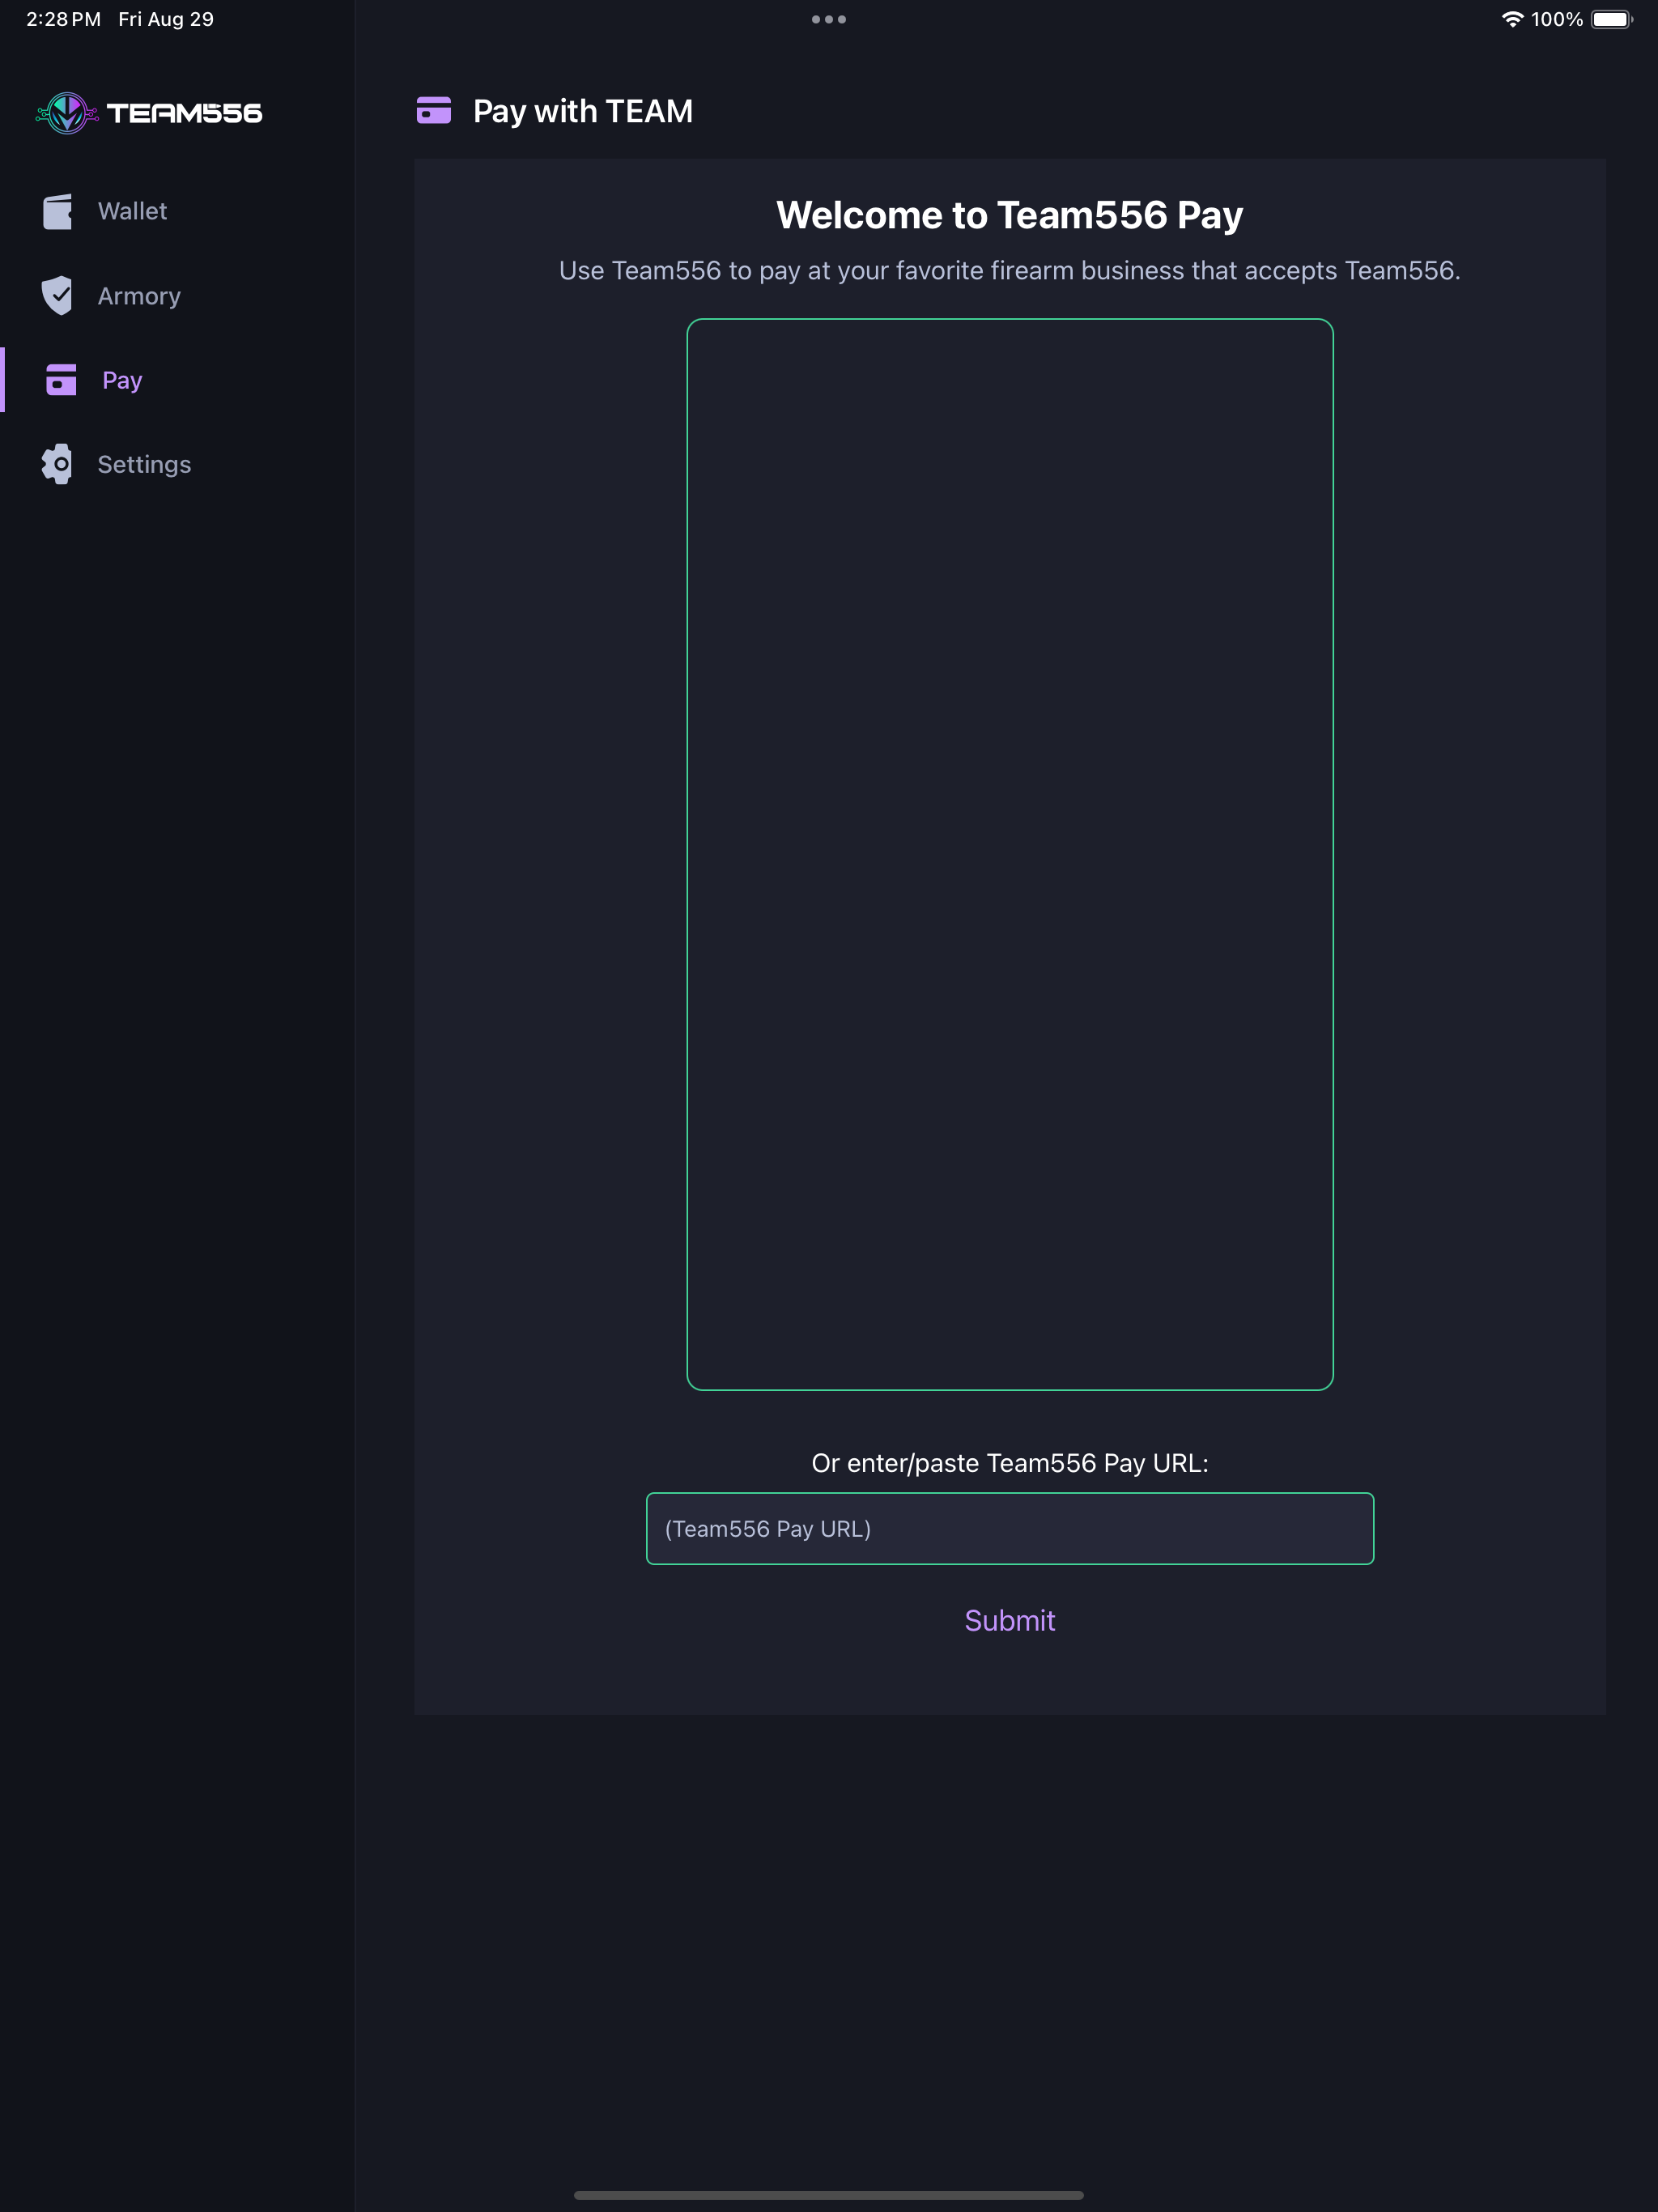 2:28 PM Fri Aug 29
100%
TEAM556
Wallet
Armory
Pay
Settings
Pay with TEAM
Welcome to Team556 Pay
Use Team556 to pay at your favorite firearm business that accepts Team556.
Or enter/paste Team556 Pay URL:
(Team556 Pay URL)
Submit